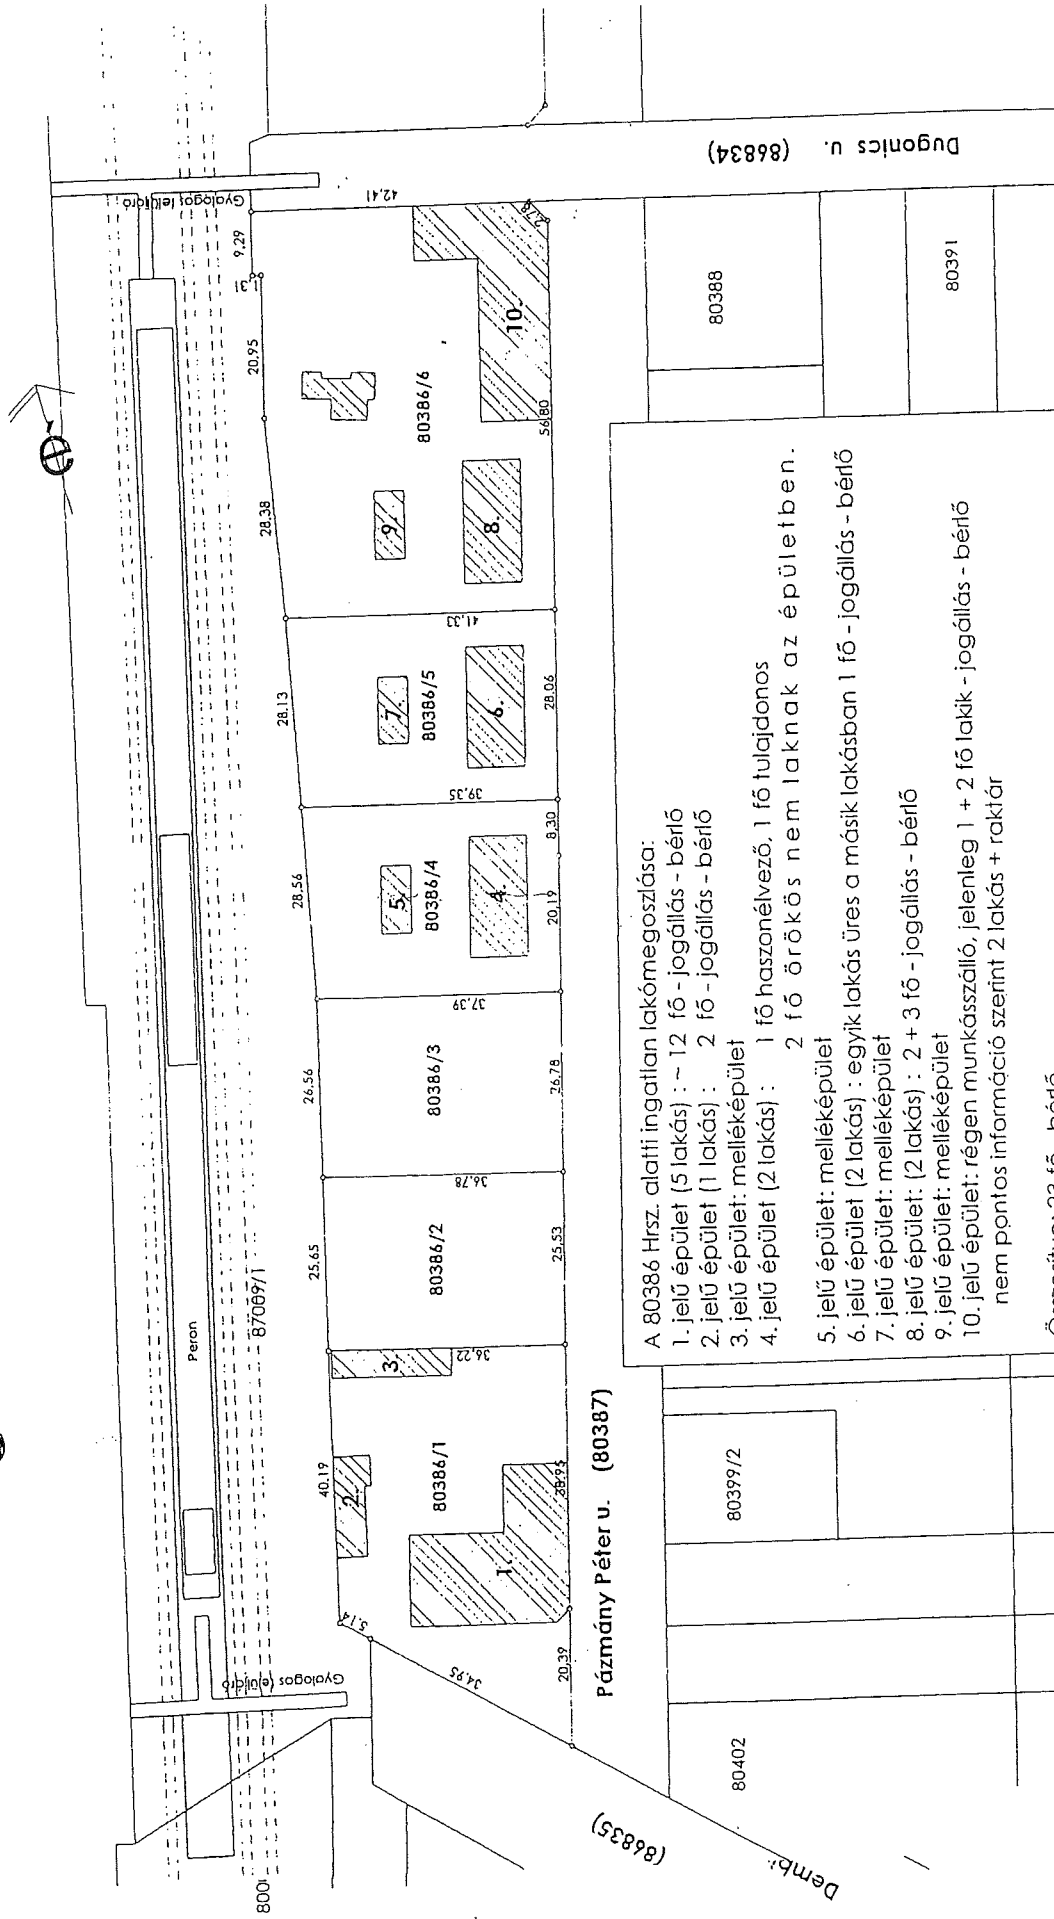 Gyalogos felüljáró
Dugonics u. (86834)
42,41
9,29
1,31
20,95
28,38
28,13
28,56
26,56
25,65
40,19
5,14
34,95
20,39
38,95
36,22
25,53
36,78
26,78
37,39
20,19
8,30
39,35
28,06
41,33
56,80
2,78
Peron
87089/1
Gyalogos felüljáró
8001
80386/6
10.
9.
8.
80386/5
7.
6.
80386/4
5.
4.
80386/3
80386/2
80386/1
3.
2.
1.
Pázmány Péter u. (80387)
(86835)
Dembi
80388
80391
80399/2
80402
A 80386 Hrsz. alatti ingatlan lakómegoszlása:
1. jelű épület (5 lakás) : ~ 12 fő - jogállás - bérlő
2. jelű épület (1 lakás) : 2 fő - jogállás - bérlő
3. jelű épület: melléképület
4. jelű épület (2 lakás) : 1 fő haszonélvező, 1 fő tulajdonos
2 fő örökös nem laknak az épületben.
5. jelű épület: melléképület
6. jelű épület (2 lakás) : egyik lakás üres a másik lakásban 1 fő - jogállás - bérlő
7. jelű épület: melléképület
8. jelű épület: (2 lakás) : 2 + 3 fő - jogállás - bérlő
9. jelű épület: melléképület
10. jelű épület: régen munkásszálló, jelenleg 1 + 2 fő lakik - jogállás - bérlő
nem pontos információ szerint 2 lakás + raktár